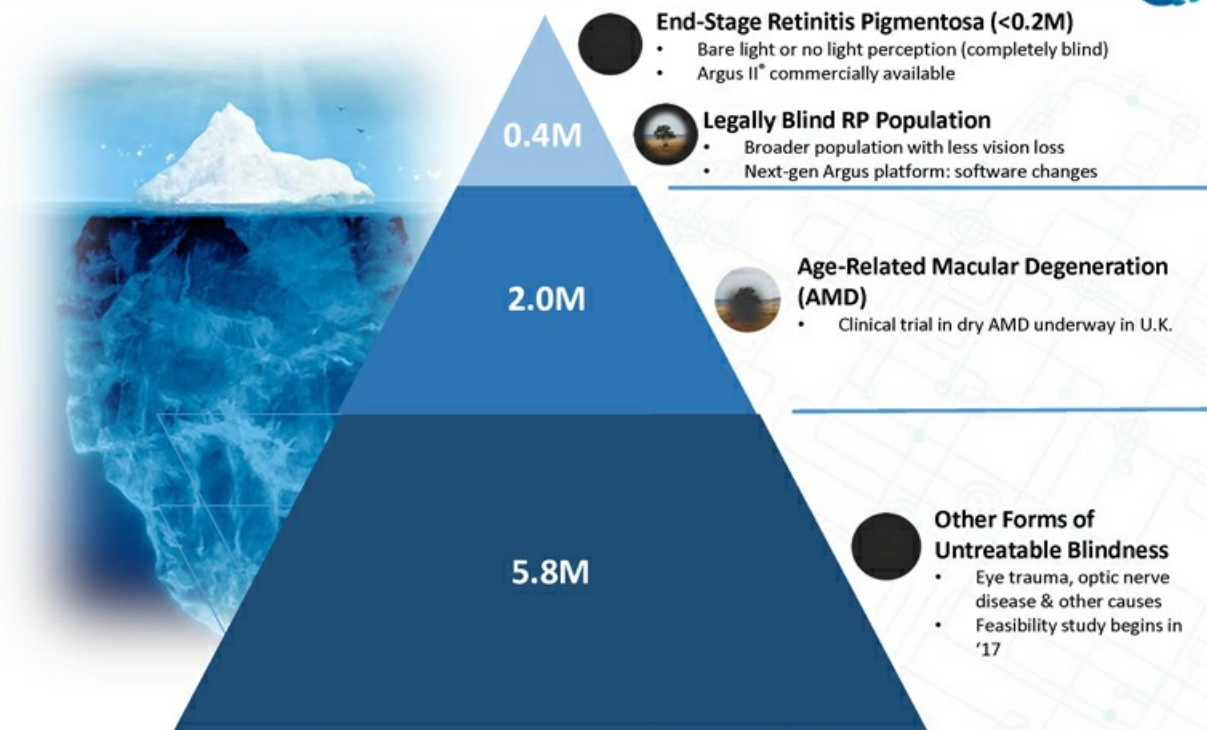 End-Stage Retinitis Pigmentosa (<0.2M)
• Bare light or no light perception (completely blind)
• Argus II® commercially available
0.4M
Legally Blind RP Population
• Broader population with less vision loss
• Next-gen Argus platform: software changes
2.0M
Age-Related Macular Degeneration
(AMD)
• Clinical trial in dry AMD underway in U.K.
5.8M
Other Forms of
Untreatable Blindness
• Eye trauma, optic nerve
disease & other causes
• Feasibility study begins in
‘17